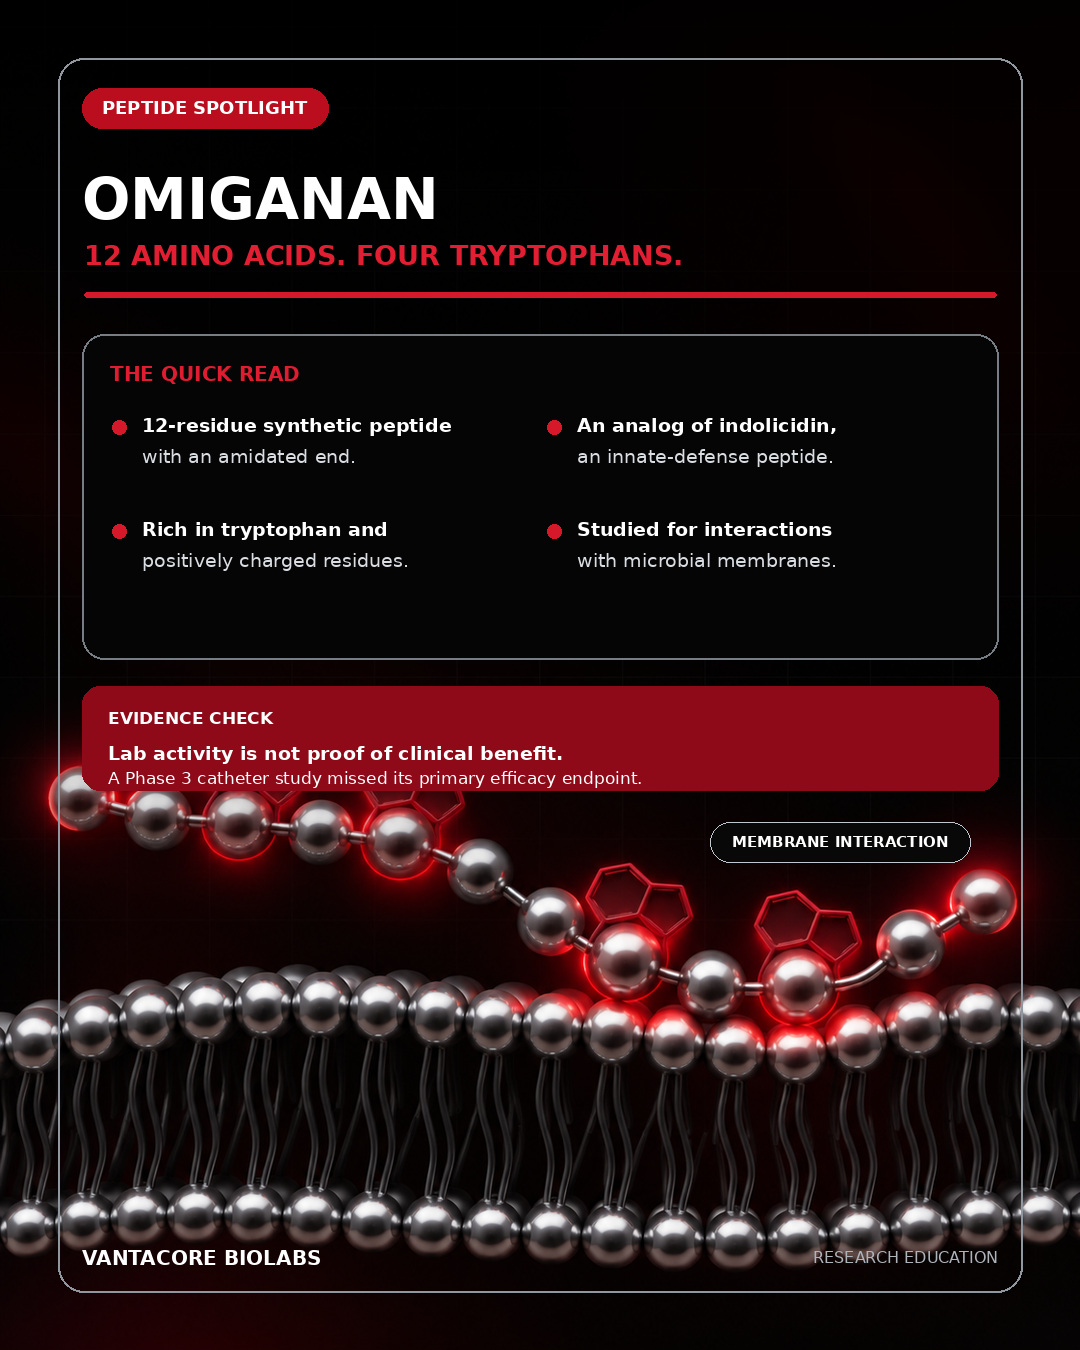 PEPTIDE SPOTLIGHT
OMIGANAN
12 AMINO ACIDS. FOUR TRYPTOPHANS.
THE QUICK READ
12-residue synthetic peptide
with an amidated end.
An analog of indolicidin,
an innate-defense peptide.
Rich in tryptophan and
positively charged residues.
Studied for interactions
with microbial membranes.
EVIDENCE CHECK
Lab activity is not proof of clinical benefit.
A Phase 3 catheter study missed its primary efficacy endpoint.
MEMBRANE INTERACTION
VANTACORE BIOLABS
RESEARCH EDUCATION